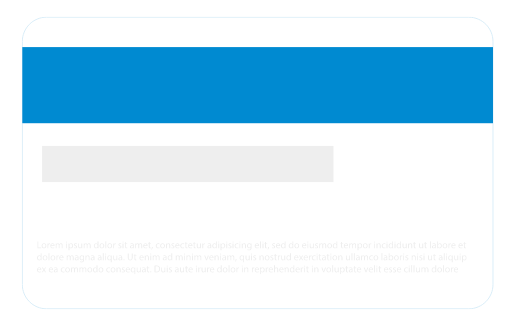 Lorem ipsum dolor sit amet, consectetur adipiscing elit, sed do eiusmod tempor incididunt ut labore et
dolore magna aliqua. Ut enim ad minim veniam, quis nostrud exercitation ullamco laboris nisi ut aliquip
ex ea commodo consequat. Duis aute irure dolor in reprehenderit in voluptate velit esse cillum dolore